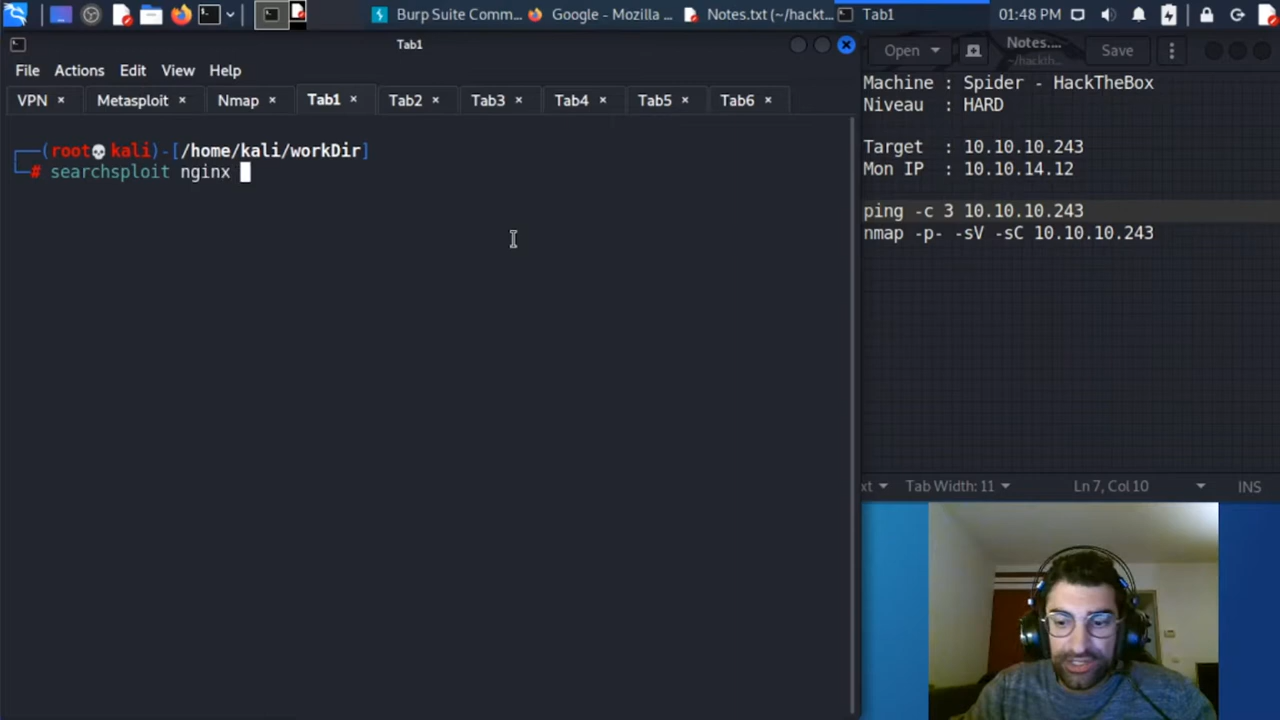 Burp Suite Comm...
Google - Mozilla ...
Notes.txt (~/hackt...
Tab1
01:48 PM
Tab1
File Actions Edit View Help
VPN × Metasploit × Nmap × Tab1 × Tab2 × Tab3 × Tab4 × Tab5 × Tab6 ×
┌──(root💀kali)-[/home/kali/workDir]
└─# searchsploit nginx
Open
Notes....
~/hackth...
Save
Machine : Spider - HackTheBox
Niveau : HARD
Target : 10.10.10.243
Mon IP : 10.10.14.12
ping -c 3 10.10.10.243
nmap -p- -sV -sC 10.10.10.243
xt Tab Width: 11 Ln 7, Col 10 INS